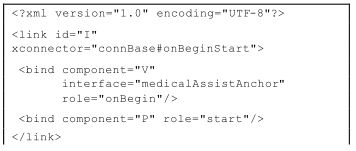 <?xml version="1.0" encoding="UTF-8"?>
<link id="I"
xconnector="connBase#onBeginStart">
<bind component="V"
interface="medicalAssistAnchor"
role="onBegin"/>
<bind component="P" role="start"/>
</link>